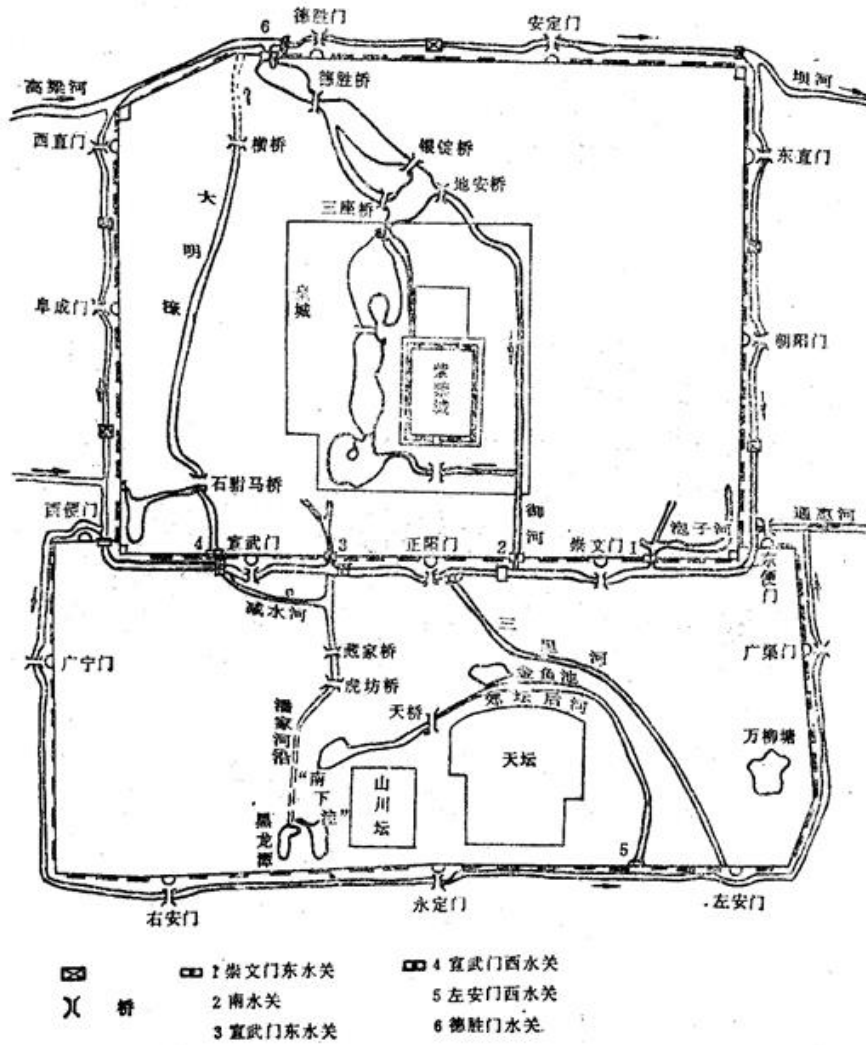 6
德胜门
安定门
高梁河
坝河
德胜桥
西直门
横桥
银锭桥
东直门
地安桥
三座桥
大明濠
皇城
阜成门
朝阳门
紫禁城
石驸马桥
西便门
御河
泡子河
通惠河
4
宣武门
3
正阳门
2
崇文门
1
东便门
减水河
三里河
广宁门
臧家桥
广渠门
虎坊桥
金鱼池
郊坛后河
天桥
潘家河沿
万柳塘
天坛
“南下洼”
山川坛
黑龙潭
5
右安门
永定门
左安门
桥
1 崇文门东水关
2 南水关
3 宣武门东水关
4 宣武门西水关
5 左安门西水关
6 德胜门水关